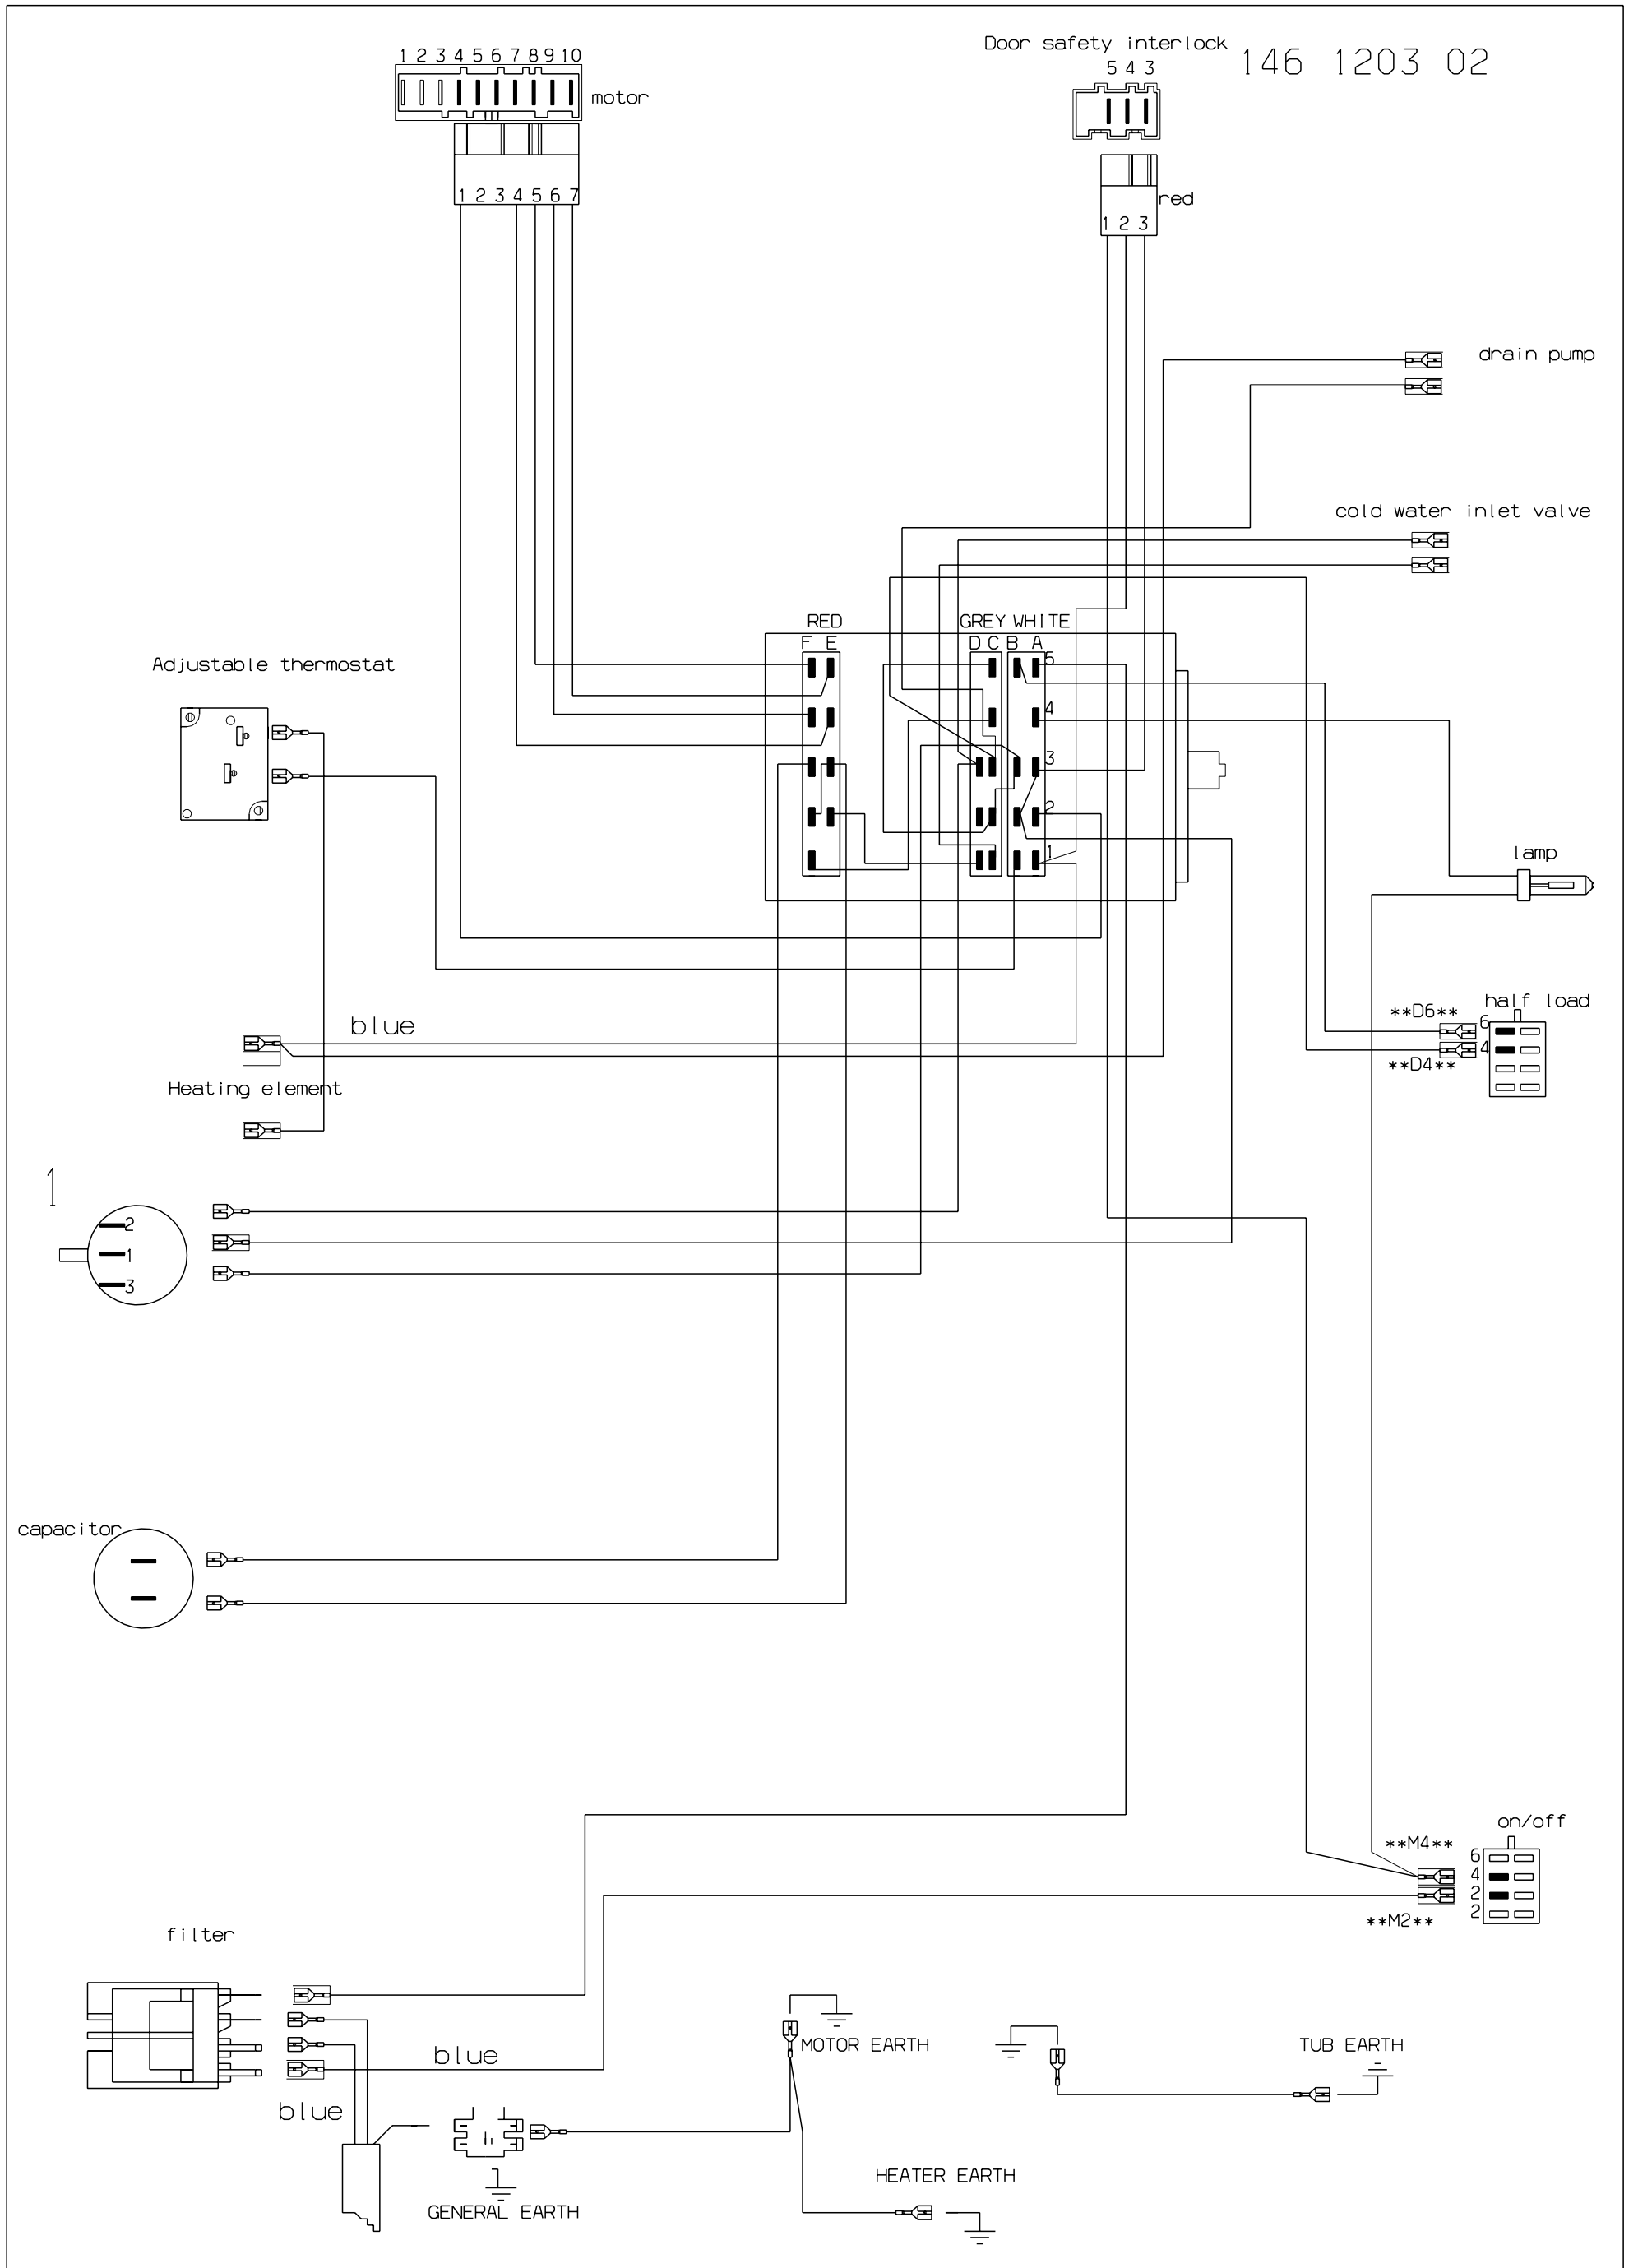 Door safety interlock
146 1203 02
1 2 3 4 5 6 7 8 9 10
5 4 3
motor
1 2 3 4 5 6 7
red
1 2 3
drain pump
cold water inlet valve
RED
GREY WHITE
F E
D C B A
5
4
3
2
1
Adjustable thermostat
lamp
half load
**D6**
6
4
**D4**
blue
Heating element
1
2
1
3
capacitor
on/off
**M4**
6
4
2
2
**M2**
filter
blue
blue
MOTOR EARTH
TUB EARTH
HEATER EARTH
GENERAL EARTH